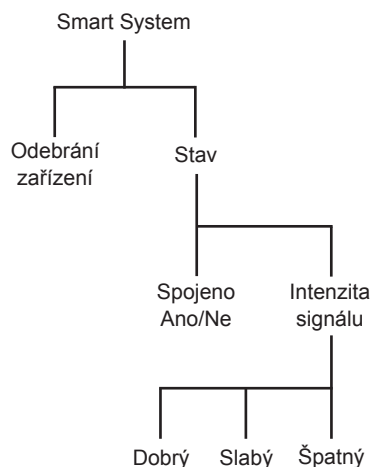 Smart System
Odebrání
zařízení
Stav
Spojeno
Ano/Ne
Intenzita
signálu
Dobrý
Slabý
Špatný